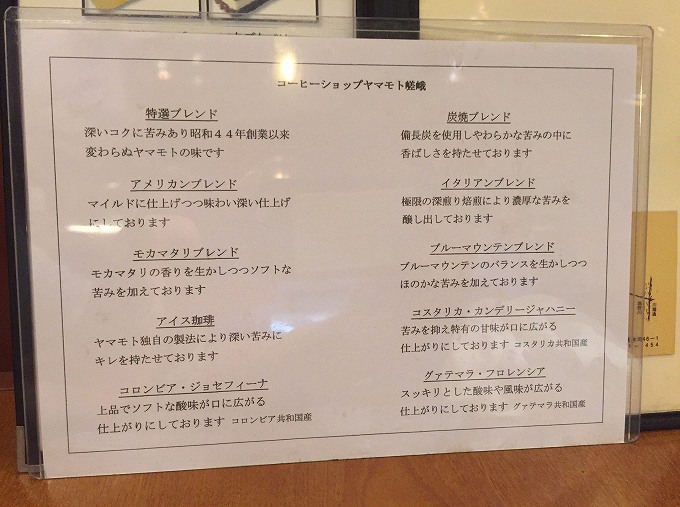 コーヒーショップヤマモト嵯峨
特選ブレンド
深いコクに苦みあり昭和４４年創業以来
変わらぬヤマモトの味です
アメリカンブレンド
マイルドに仕上げつつ味わい深い仕上げ
にしております
モカマタリブレンド
モカマタリの香りを生かしつつソフトな
苦みを加えております
アイス珈琲
ヤマモト独自の製法により深い苦みに
キレを持たせております
コロンビア・ジョセフィーナ
上品でソフトな酸味が口に広がる
仕上がりにしております コロンビア共和国産
炭焼ブレンド
備長炭を使用しやわらかな苦みの中に
香ばしさを持たせております
イタリアンブレンド
極限の深煎り焙煎により濃厚な苦みを
醸し出しております
ブルーマウンテンブレンド
ブルーマウンテンのバランスを生かしつつ
ほのかな苦みを加えております
コスタリカ・カンデリージャハニー
苦みを抑え特有の甘味が口に広がる
仕上がりにしております コスタリカ共和国産
グァテマラ・フロレンシア
スッキリとした酸味や風味が広がる
仕上がりにしております グァテマラ共和国産